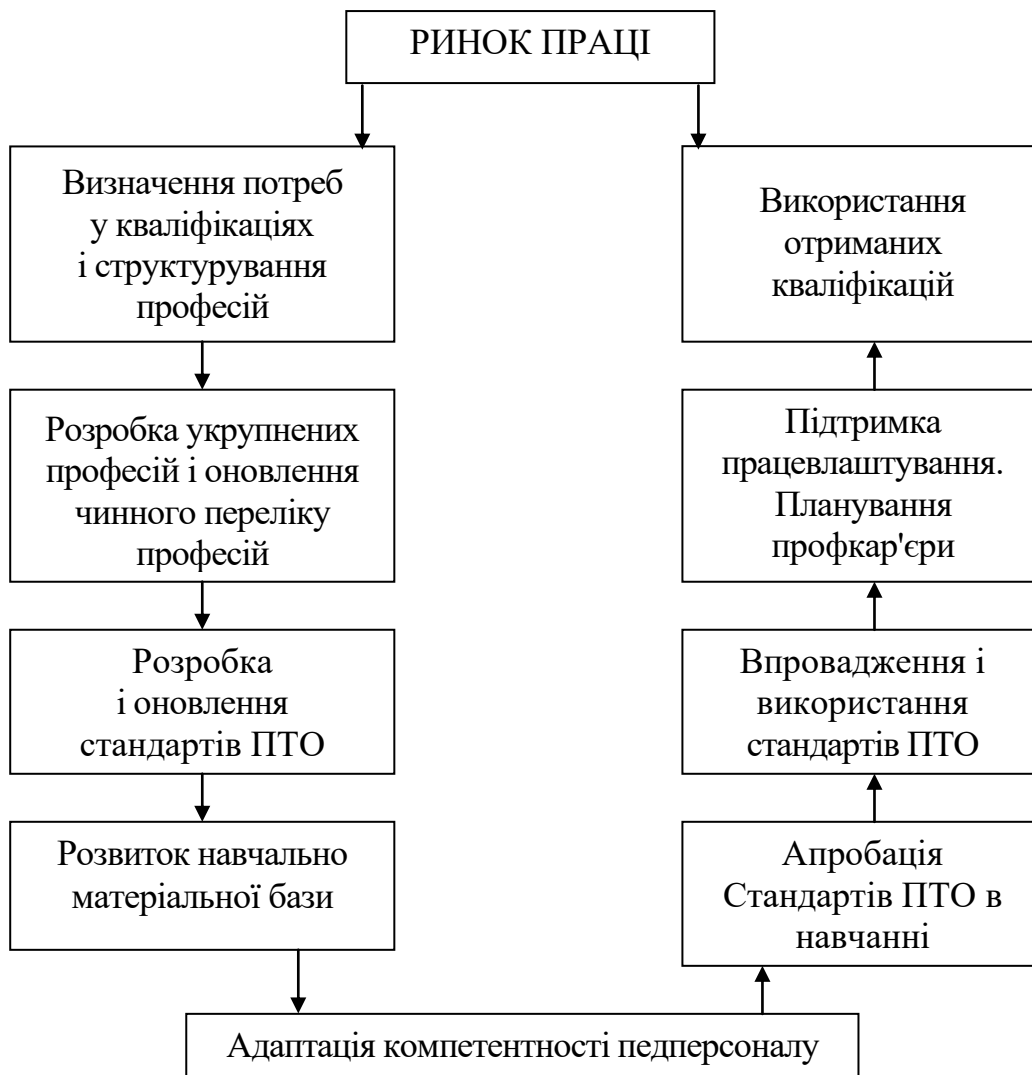 РИНОК ПРАЦІ
Визначення потреб
у кваліфікаціях
і структурування
професій
Розробка укрупнених
професій і оновлення
чинного переліку
професій
Розробка
і оновлення
стандартів ПТО
Розвиток навчально
матеріальної бази
Адаптація компетентності педперсоналу
Апробація
Стандартів ПТО в
навчанні
Впровадження і
використання
стандартів ПТО
Підтримка
працевлаштування.
Планування
профкар'єри
Використання
отриманих
кваліфікацій